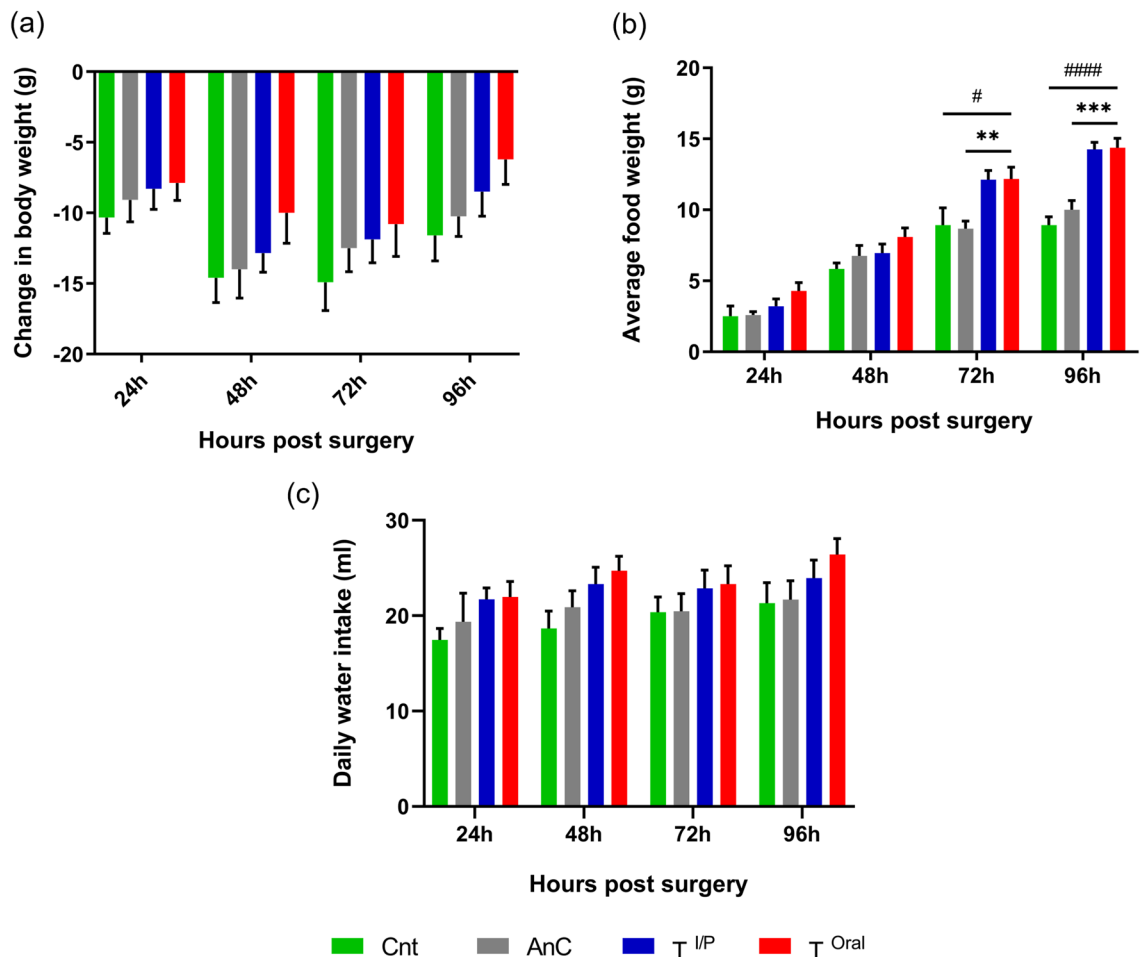 (a)
Change in body weight (g)
0
-5
-10
-15
-20
24h 48h 72h 96h
Hours post surgery
(b)
Average food weight (g)
20
15
10
5
0
#
**
####
***
24h 48h 72h 96h
Hours post surgery
(c)
Daily water intake (ml)
30
20
10
0
24h 48h 72h 96h
Hours post surgery
Cnt AnC T I/P T Oral